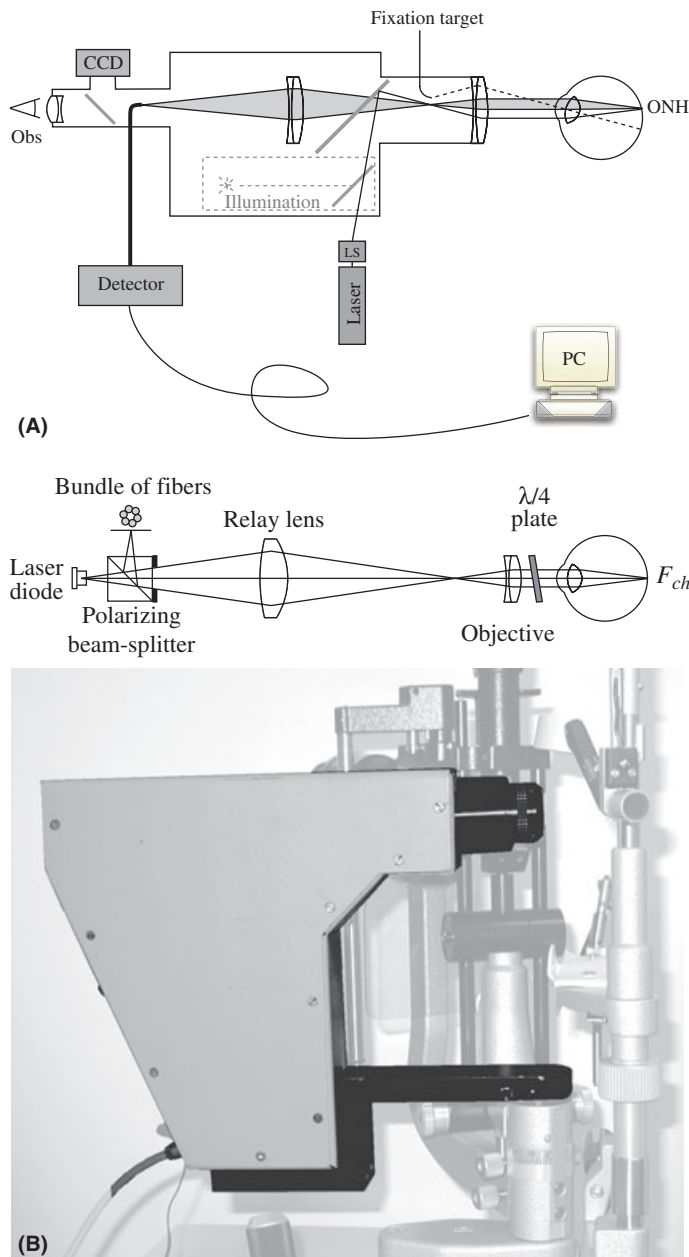 Fixation target
CCD
Obs
ONH
Illumination
LS
Laser
Detector
PC
(A)
Bundle of fibers
Relay lens
λ/4
plate
Laser
diode
F_ch
Polarizing
beam-splitter
Objective
(B)